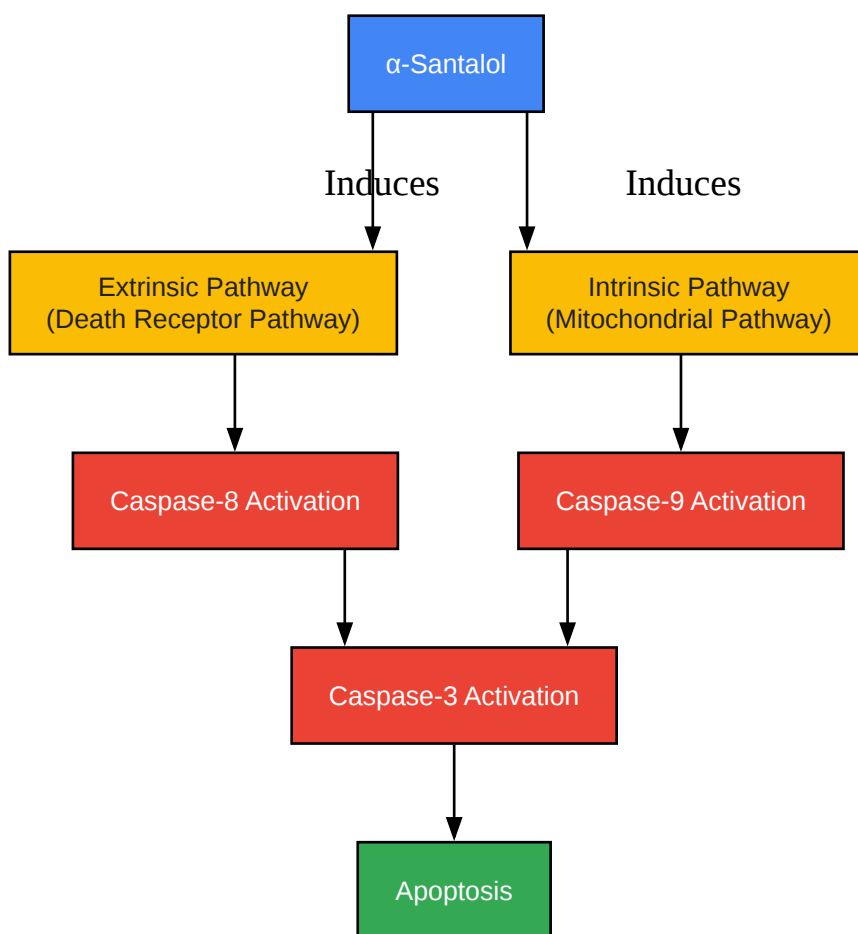 α-Santalol
Induces
Induces
Extrinsic Pathway
(Death Receptor Pathway)
Intrinsic Pathway
(Mitochondrial Pathway)
Caspase-8 Activation
Caspase-9 Activation
Caspase-3 Activation
Apoptosis